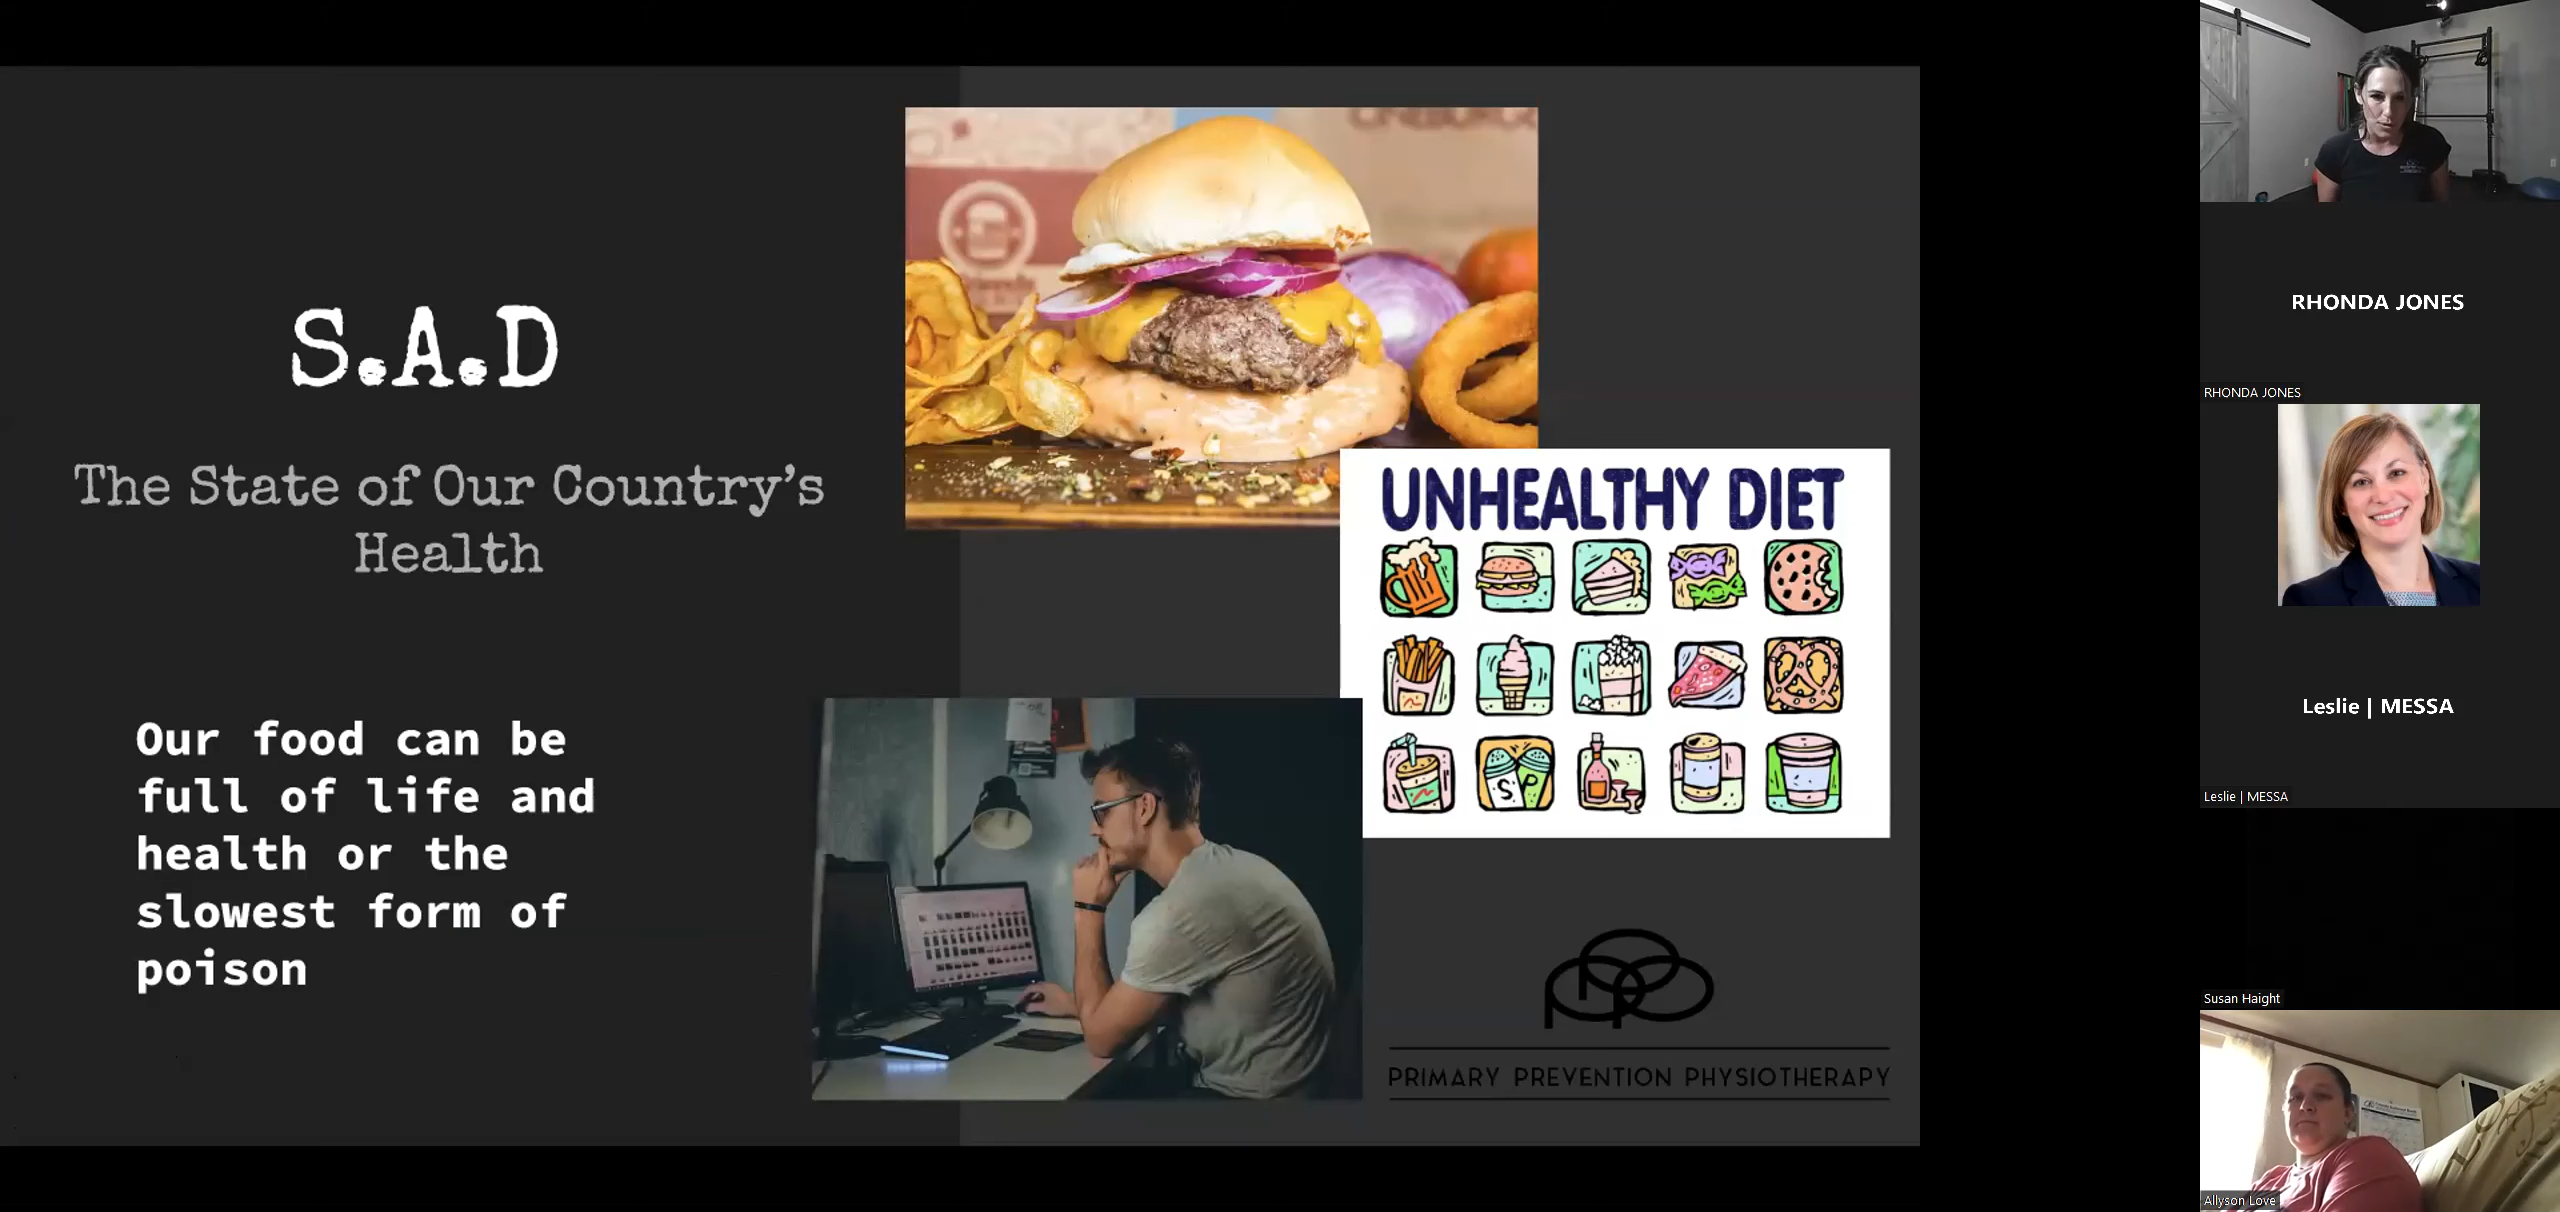 S.A.D
The State of Our Country's
Health
Our food can be
full of life and
health or the
slowest form of
poison
UNHEALTHY DIET
S
P
PRIMARY PREVENTION PHYSIOTHERAPY
RHONDA JONES
RHONDA JONES
Leslie | MESSA
Leslie | MESSA
Susan Haight
Allyson Love